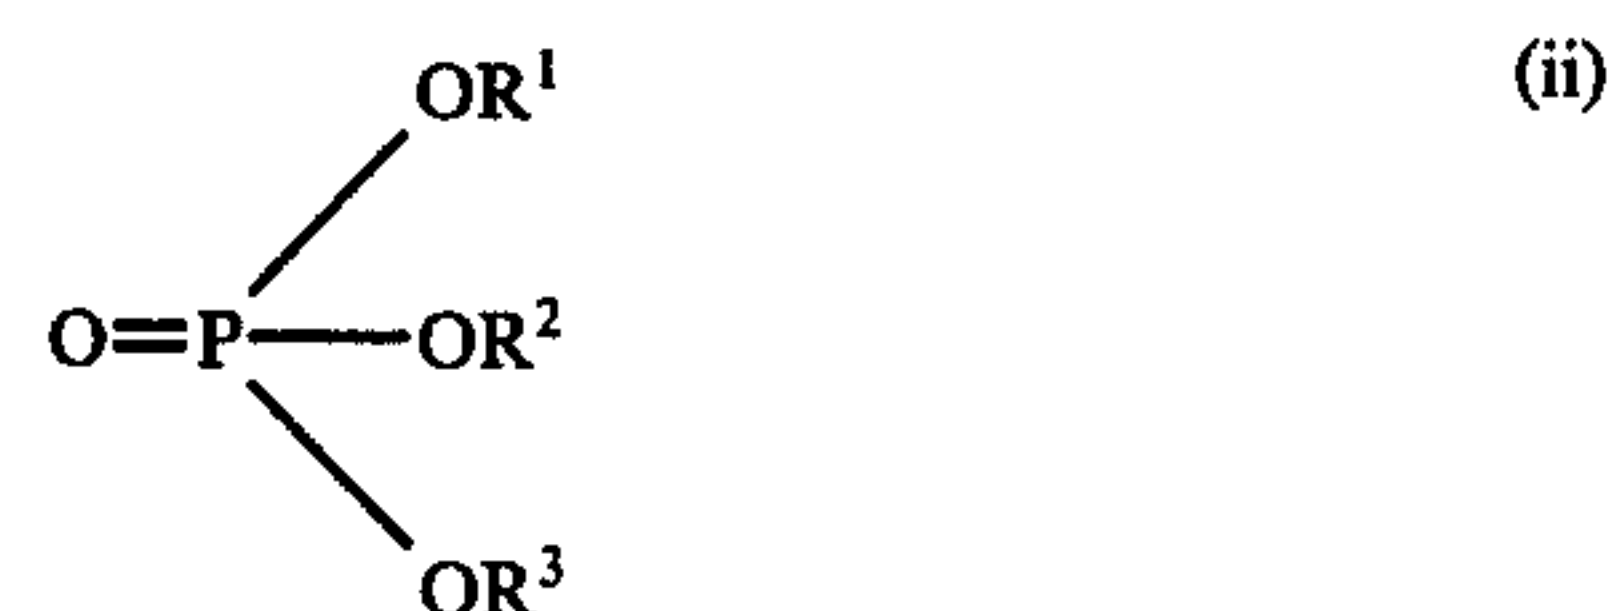 OR¹ (ii)
O=P—OR²
OR³